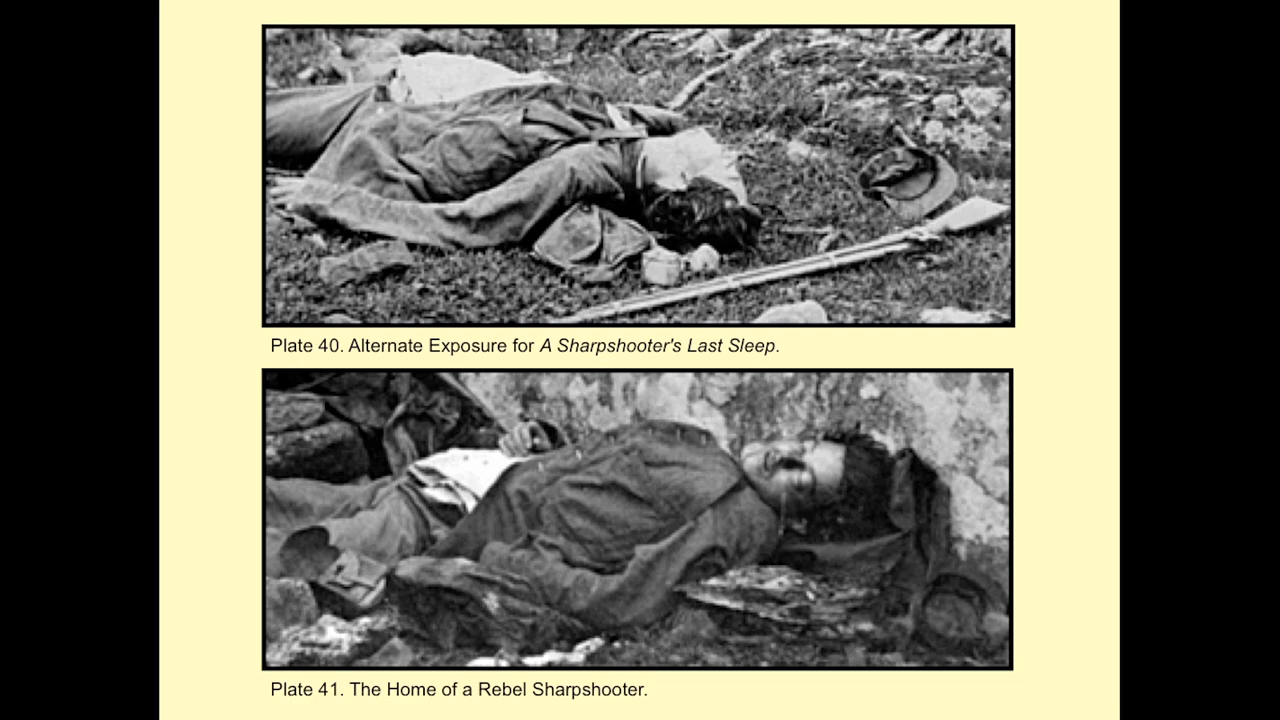 Plate 40. Alternate Exposure for A Sharpshooter's Last Sleep.
Plate 41. The Home of a Rebel Sharpshooter.